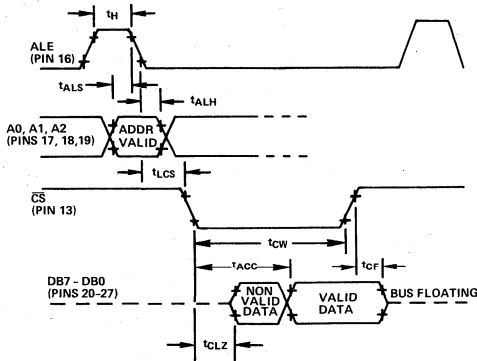 tH
ALE
(PIN 16)
tALS
tALH
A0, A1, A2
(PINS 17, 18,19)
ADDR
VALID
tLCS
CS
(PIN 13)
tCW
tACC
tCF
DB7 - DB0
(PINS 20-27)
NON
VALID
DATA
VALID
DATA
BUS FLOATING
tCLZ